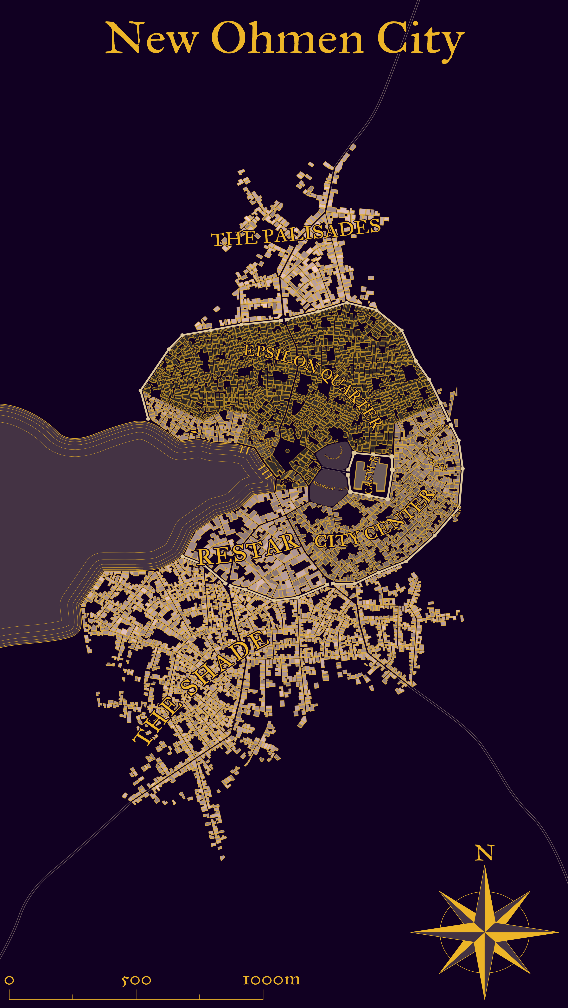 New Ohmen City
THE PALISADES
EPSILON QUARTER
CITY CENTER
RESTAR
THE SHADE
N
0 500 1000m